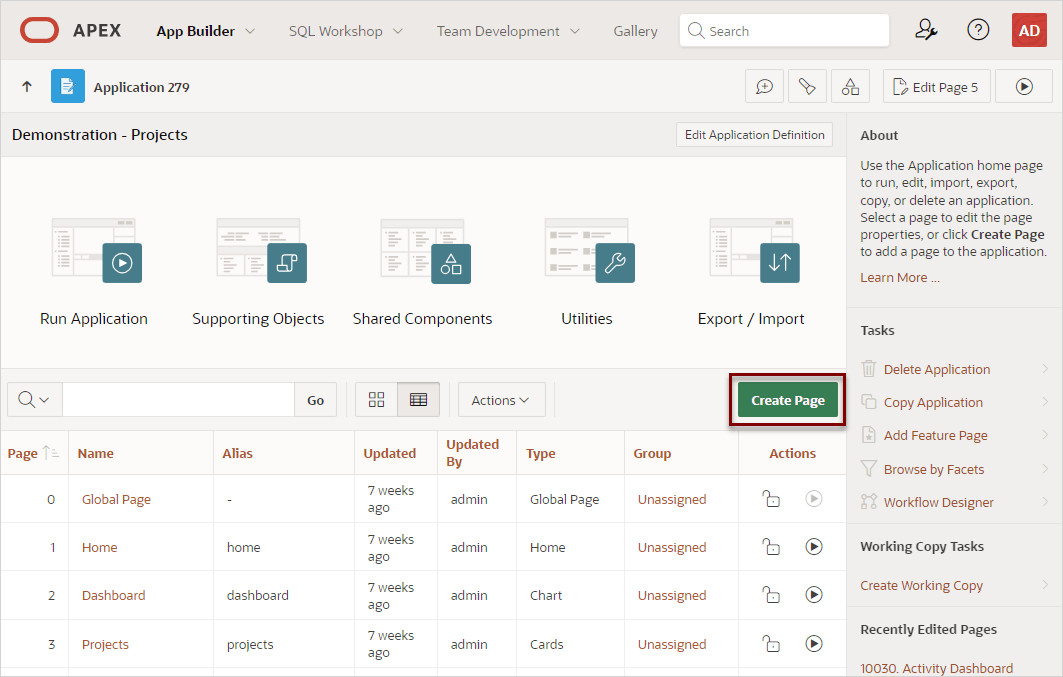 APEX
App Builder
SQL Workshop
Team Development
Gallery
Search
AD
Application 279
Edit Page 5
Demonstration - Projects
Edit Application Definition
Run Application
Supporting Objects
Shared Components
Utilities
Export / Import
Go
Actions
Create Page
Page Name Alias Updated Updated By Type Group Actions
0 Global Page - 7 weeks ago admin Global Page Unassigned
1 Home home 7 weeks ago admin Home Unassigned
2 Dashboard dashboard 7 weeks ago admin Chart Unassigned
3 Projects projects 7 weeks ago admin Cards Unassigned
About
Use the Application home page
to run, edit, import, export,
copy, or delete an application.
Select a page to edit the page
properties, or click Create Page
to add a page to the application.
Learn More ...
Tasks
Delete Application
Copy Application
Add Feature Page
Browse by Facets
Workflow Designer
Working Copy Tasks
Create Working Copy
Recently Edited Pages
10030. Activity Dashboard